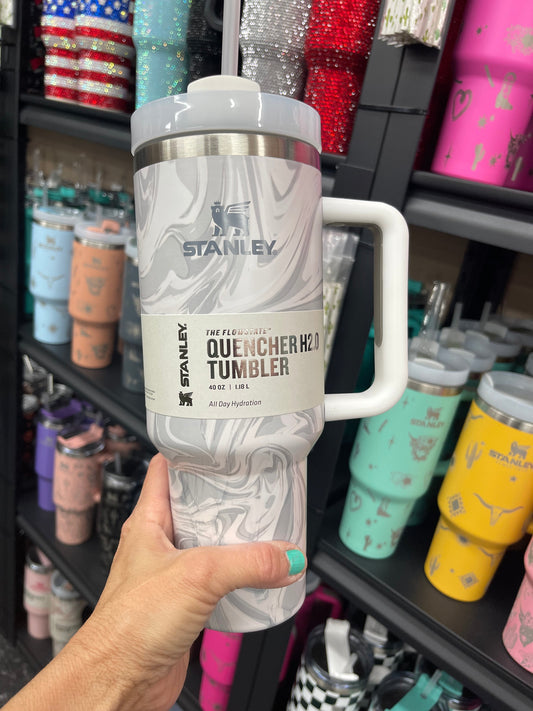 STANLEY
STANLEY
THE FLOWSTATE™
QUENCHER H2.0
TUMBLER
40 OZ | 1.18 L
All Day Hydration
STANLEY